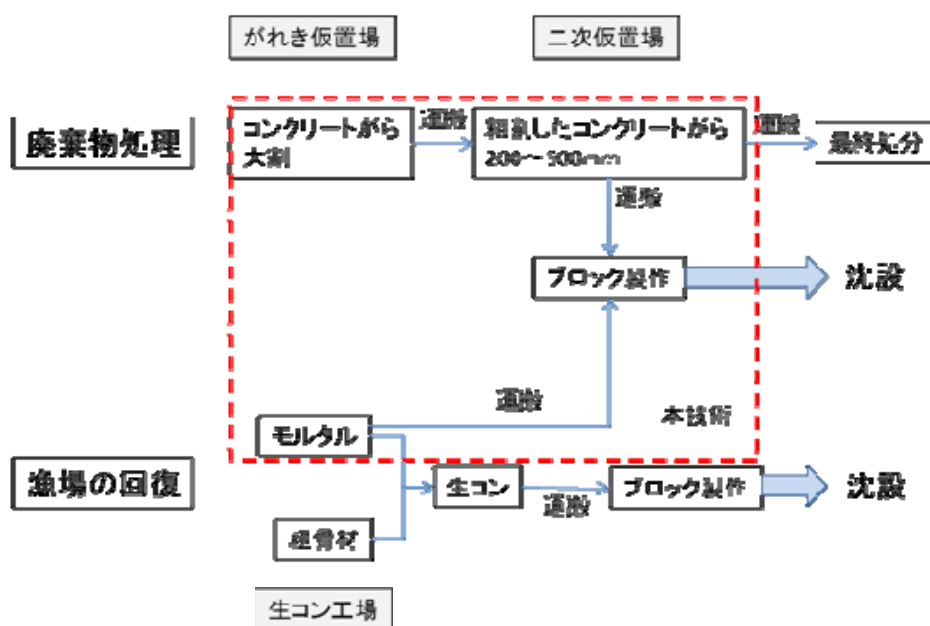 がれき仮置場
二次仮置場
廃棄物処理
コンクリートがら
大割
運搬
粗割したコンクリートがら
200～500mm
運搬
最終処分
運搬
ブロック製作
沈設
運搬
本技術
モルタル
漁場の回復
生コン
運搬
ブロック製作
沈設
粗骨材
生コン工場